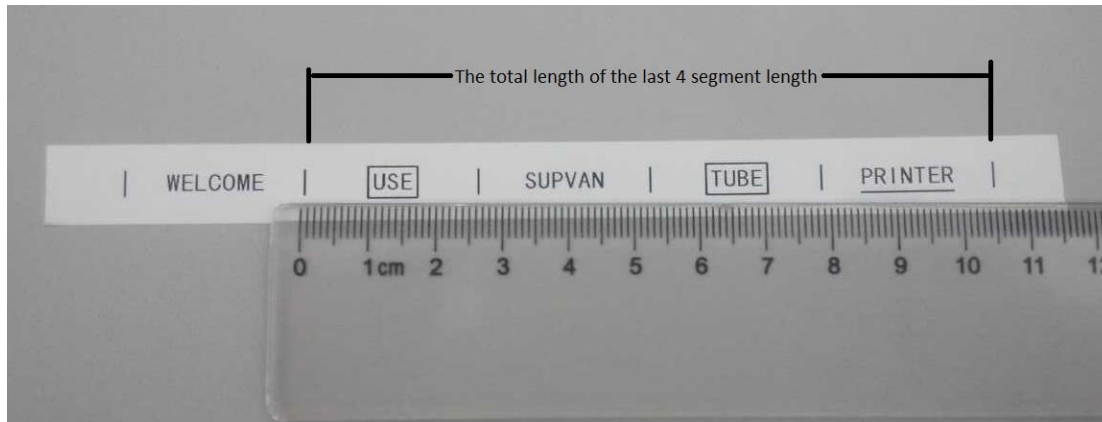 The total length of the last 4 segment length
| WELCOME | USE | SUPVAN | TUBE | PRINTER |
0 1cm 2 3 4 5 6 7 8 9 10 11